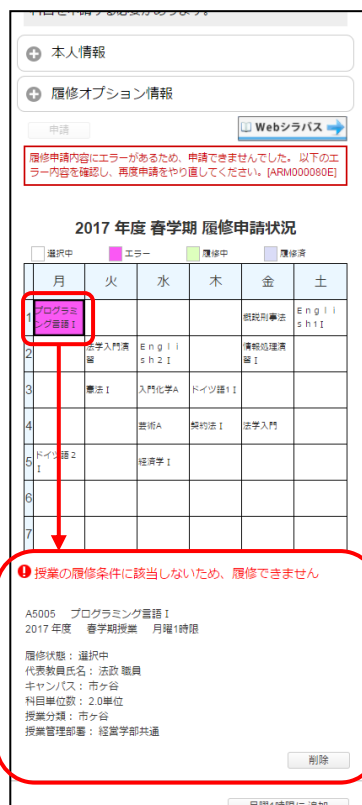 本人情報
履修オプション情報
申請
Webシラバス
履修申請内容にエラーがあるため、申請できませんでした。 以下のエ
ラー内容を確認し、再度申請をやり直してください。[ARM000080E]
2017 年度 春学期 履修申請状況
選択中 エラー 履修中 履修済
月 火 水 木 金 土
1 プログラミ
ング言語 I
概説刑事法
Engli
sh1 I
2 法学入門演
習
Engli
sh2 I
情報処理演
習 I
3 憲法 I 入門化学A ドイツ語1 I
4 芸術A 契約法 I 法学入門
5 ドイツ語2
I
経済学 I
6
7
授業の履修条件に該当しないため、履修できません
A5005 プログラミング言語 I
2017 年度 春学期授業 月曜1時限
履修状態： 選択中
代表教員氏名： 法政 職員
キャンパス： 市ヶ谷
科目単位数： 2.0単位
授業分類： 市ヶ谷
授業管理部署： 経営学部共通
削除